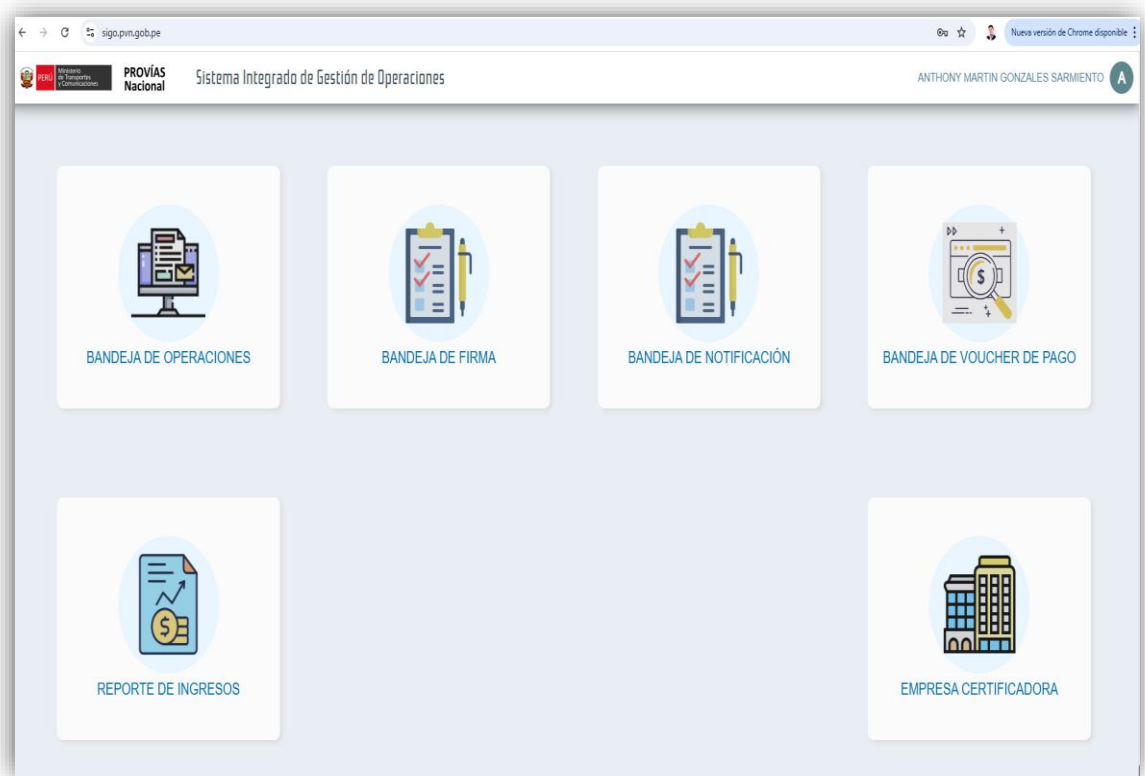 sigo.pvn.gob.pe
Nueva versión de Chrome disponible
PERÚ
Ministerio
de Transportes
y Comunicaciones
PROVÍAS
Nacional
Sistema Integrado de Gestión de Operaciones
ANTHONY MARTIN GONZALES SARMIENTO
A
BANDEJA DE OPERACIONES
BANDEJA DE FIRMA
BANDEJA DE NOTIFICACIÓN
BANDEJA DE VOUCHER DE PAGO
REPORTE DE INGRESOS
EMPRESA CERTIFICADORA